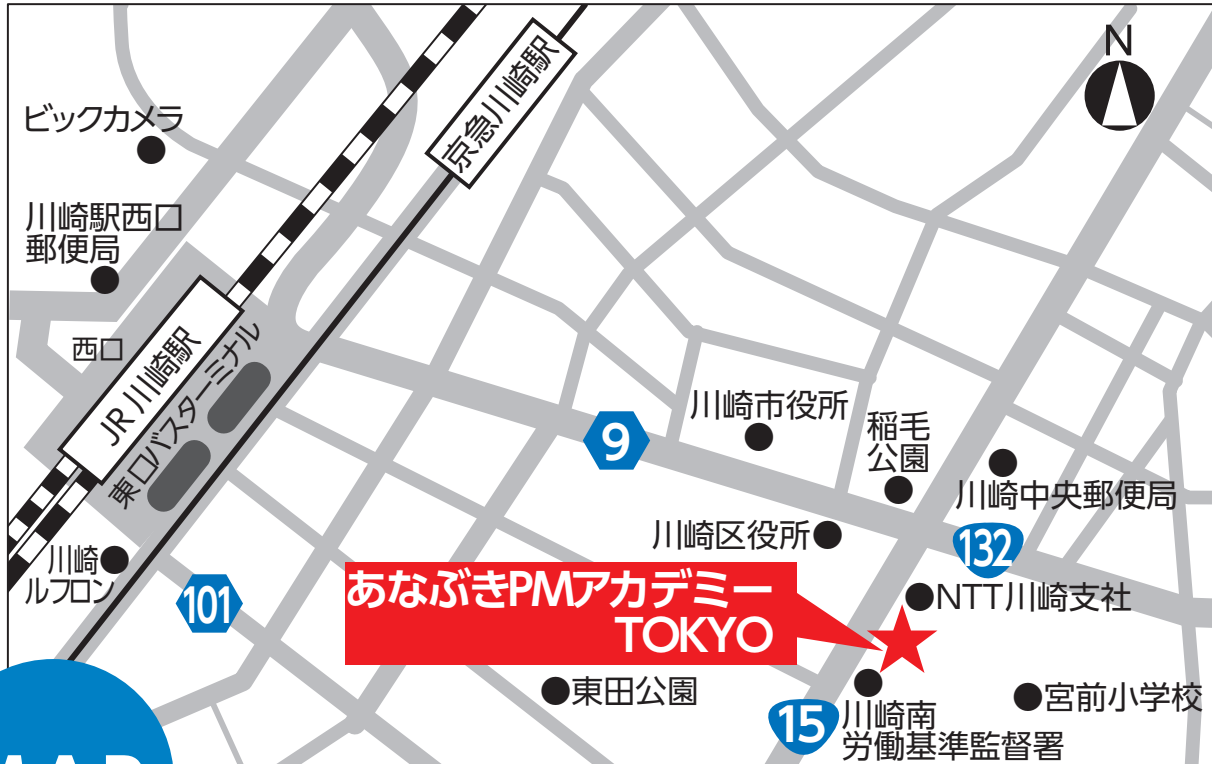 N
ビックカメラ
京急川崎駅
川崎駅西口
郵便局
西口
JR川崎駅
東口バスターミナル
川崎市役所
9
稲毛
公園
川崎中央郵便局
川崎区役所
132
川崎
ルフロン
101
あなぶきPMアカデミー
TOKYO
NTT川崎支社
東田公園
宮前小学校
15
川崎南
労働基準監督署